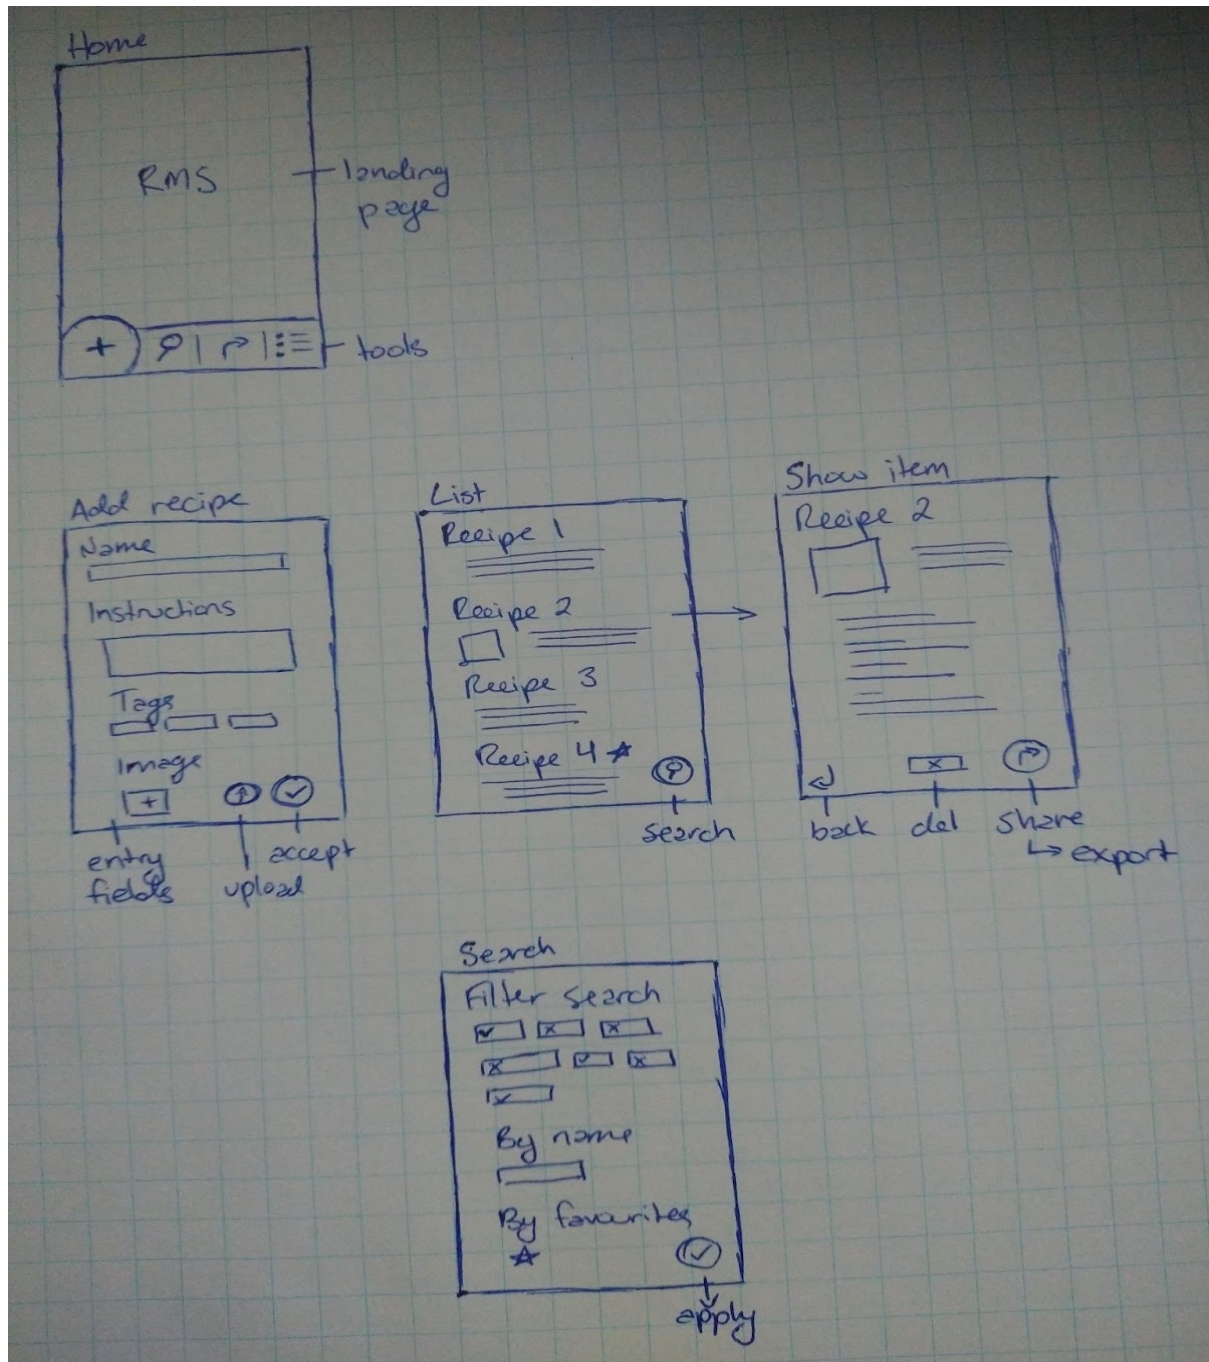 Home
RMS
landing
page
tools
Add recipe
Name
Instructions
Tags
Image
entry
fields
upload
accept
List
Recipe 1
Recipe 2
Recipe 3
Recipe 4
search
Show item
Recipe 2
back
del
share
export
Search
Filter search
By name
By favourites
apply